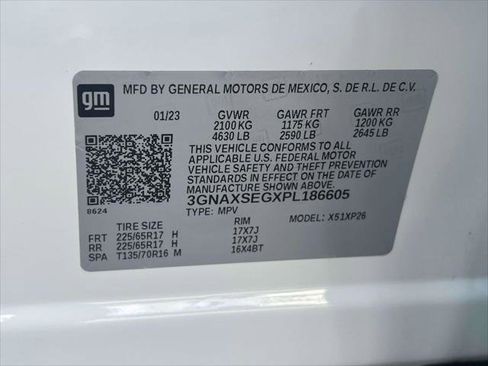 gm
MFD BY GENERAL MOTORS DE MEXICO, S. DE R.L. DE C.V.
01/23 GVWR GAWR FRT GAWR RR
2100 KG 1175 KG 1200 KG
4630 LB 2590 LB 2645 LB
THIS VEHICLE CONFORMS TO ALL
APPLICABLE U.S. FEDERAL MOTOR
VEHICLE SAFETY AND THEFT PREVENTION
STANDARDS IN EFFECT ON THE DATE OF
MANUFACTURE SHOWN ABOVE.
3GNAXSEGXPL186605
8624
TYPE: MPV MODEL: X51XP26
TIRE SIZE RIM
FRT 225/65R17 H 17X7J
RR 225/65R17 H 17X7J
SPA T135/70R16 M 16X4BT